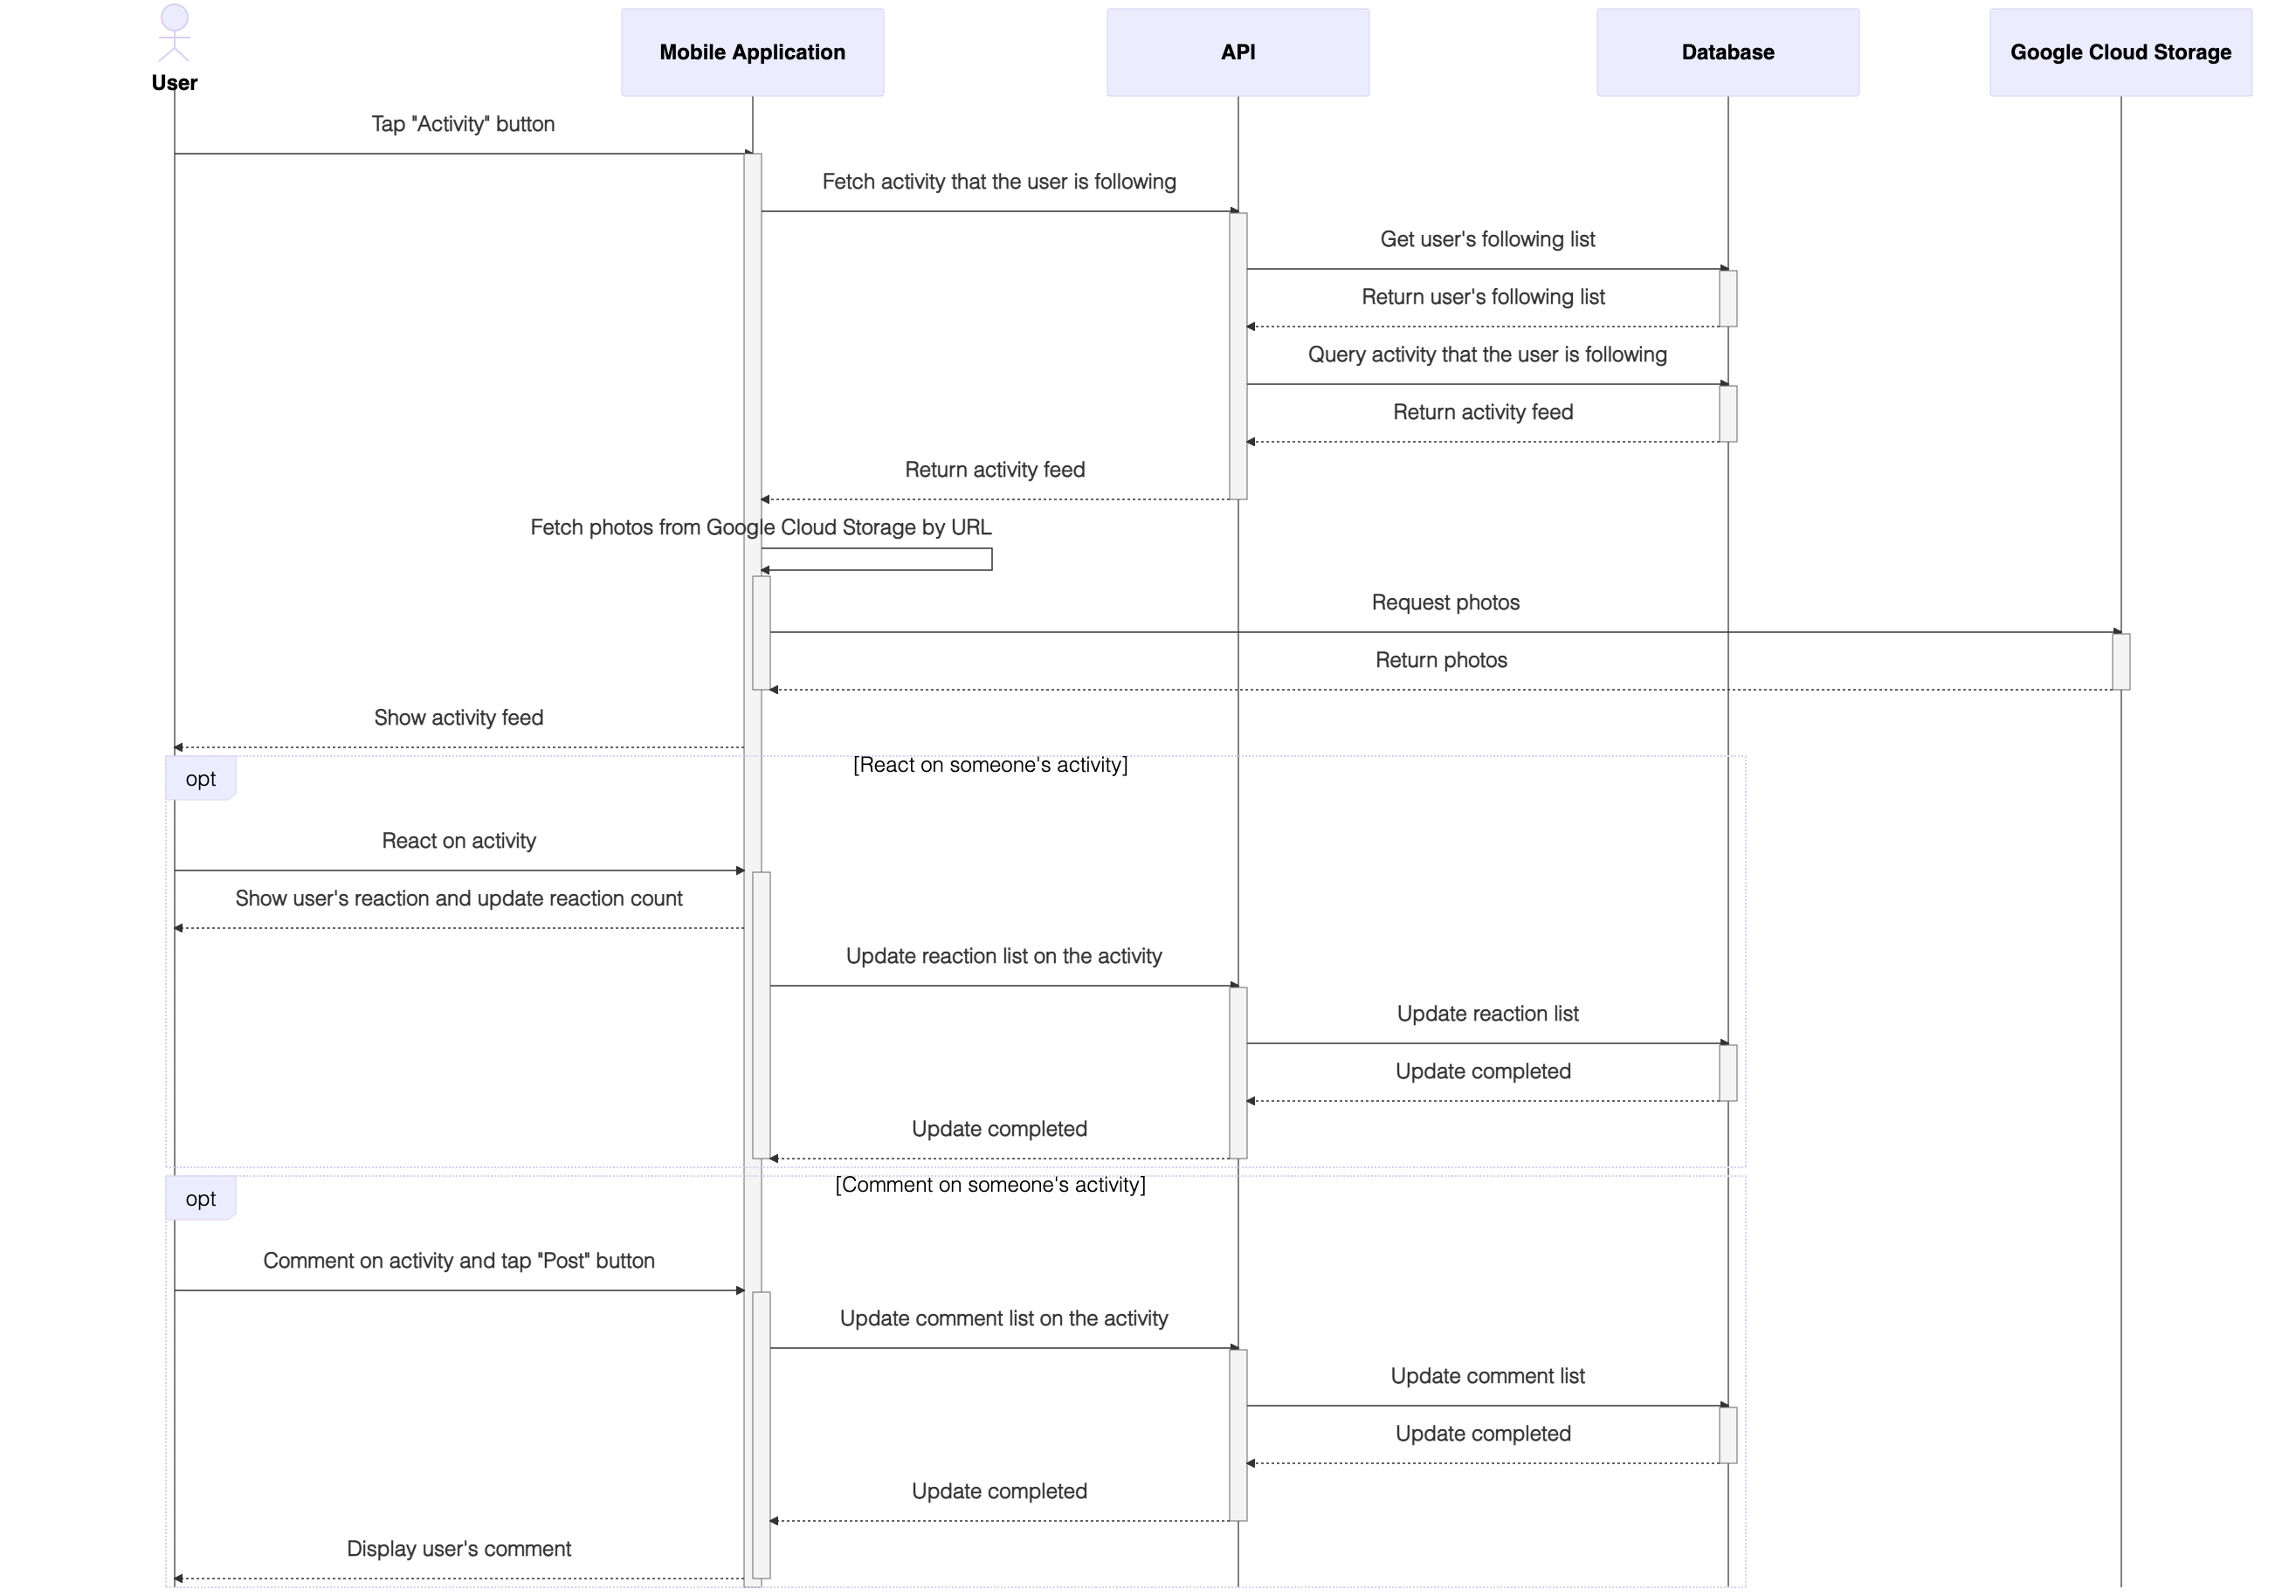 User
Mobile Application
API
Database
Google Cloud Storage
Tap "Activity" button
Fetch activity that the user is following
Get user's following list
Return user's following list
Query activity that the user is following
Return activity feed
Return activity feed
Fetch photos from Google Cloud Storage by URL
Request photos
Return photos
Show activity feed
opt
[React on someone's activity]
React on activity
Show user's reaction and update reaction count
Update reaction list on the activity
Update reaction list
Update completed
Update completed
opt
[Comment on someone's activity]
Comment on activity and tap "Post" button
Update comment list on the activity
Update comment list
Update completed
Update completed
Display user's comment